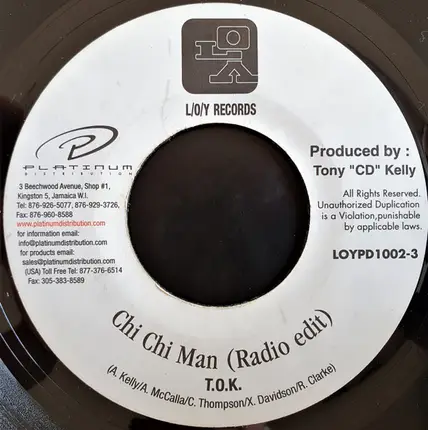 LOY
L/O/Y RECORDS
PLATINUM
DISTRIBUTION
3 Beechwood Avenue, Shop #1,
Kingston 5, Jamaica W.I.
Tel: 876-926-5077, 876-929-3726,
Fax: 876-960-8588
www.platinumdistribution.com
for information email:
info@platinumdistribution.com
for products email:
sales@platinumdistribution.com
(USA) Toll Free Tel: 877-376-6514
Fax: 305-383-8589
Produced by :
Tony "CD" Kelly
All Rights Reserved.
Unauthorized Duplication
is a Violation,punishable
by applicable laws.
LOYPD1002-3
Chi Chi Man (Radio edit)
T.O.K.
(A. Kelly/A. McCalla/C. Thompson/X. Davidson/R. Clarke)